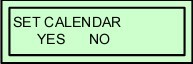 SET CALENDAR
YES NO